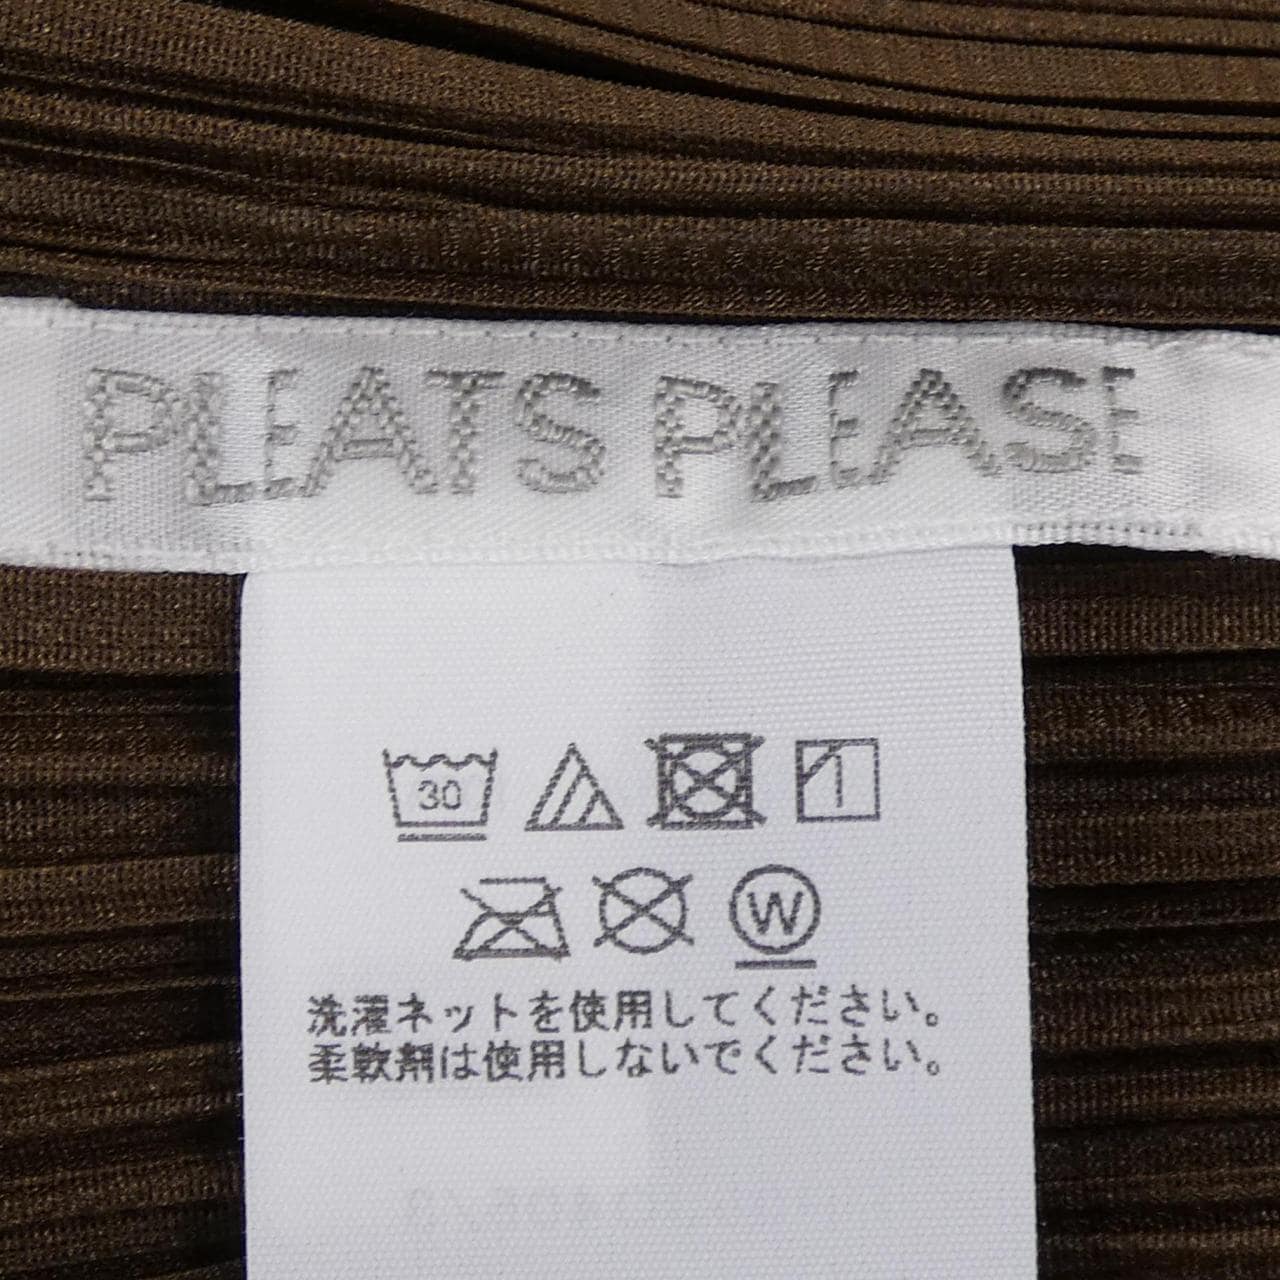 PLEATS PLEASE
30
W
洗濯ネットを使用してください。
柔軟剤は使用しないでください。